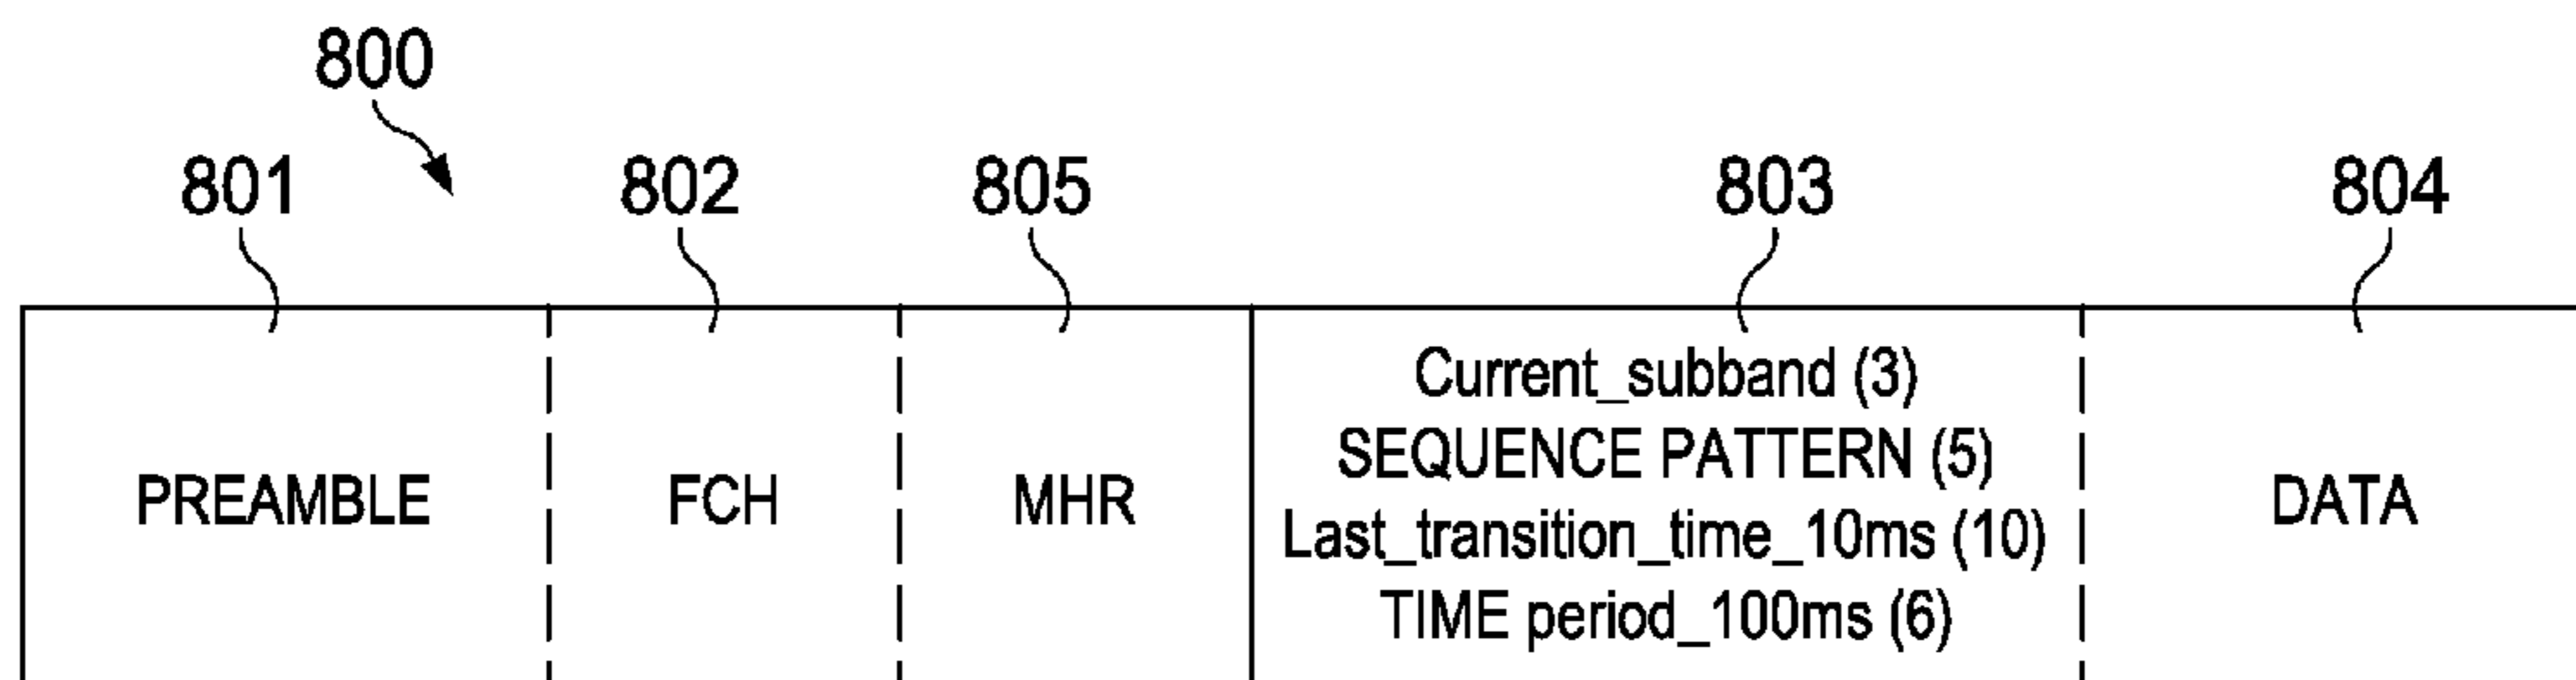 800
801 802 805 803 804
PREAMBLE
FCH
MHR
Current_subband (3)
SEQUENCE PATTERN (5)
Last_transition_time_10ms (10)
TIME period_100ms (6)
DATA